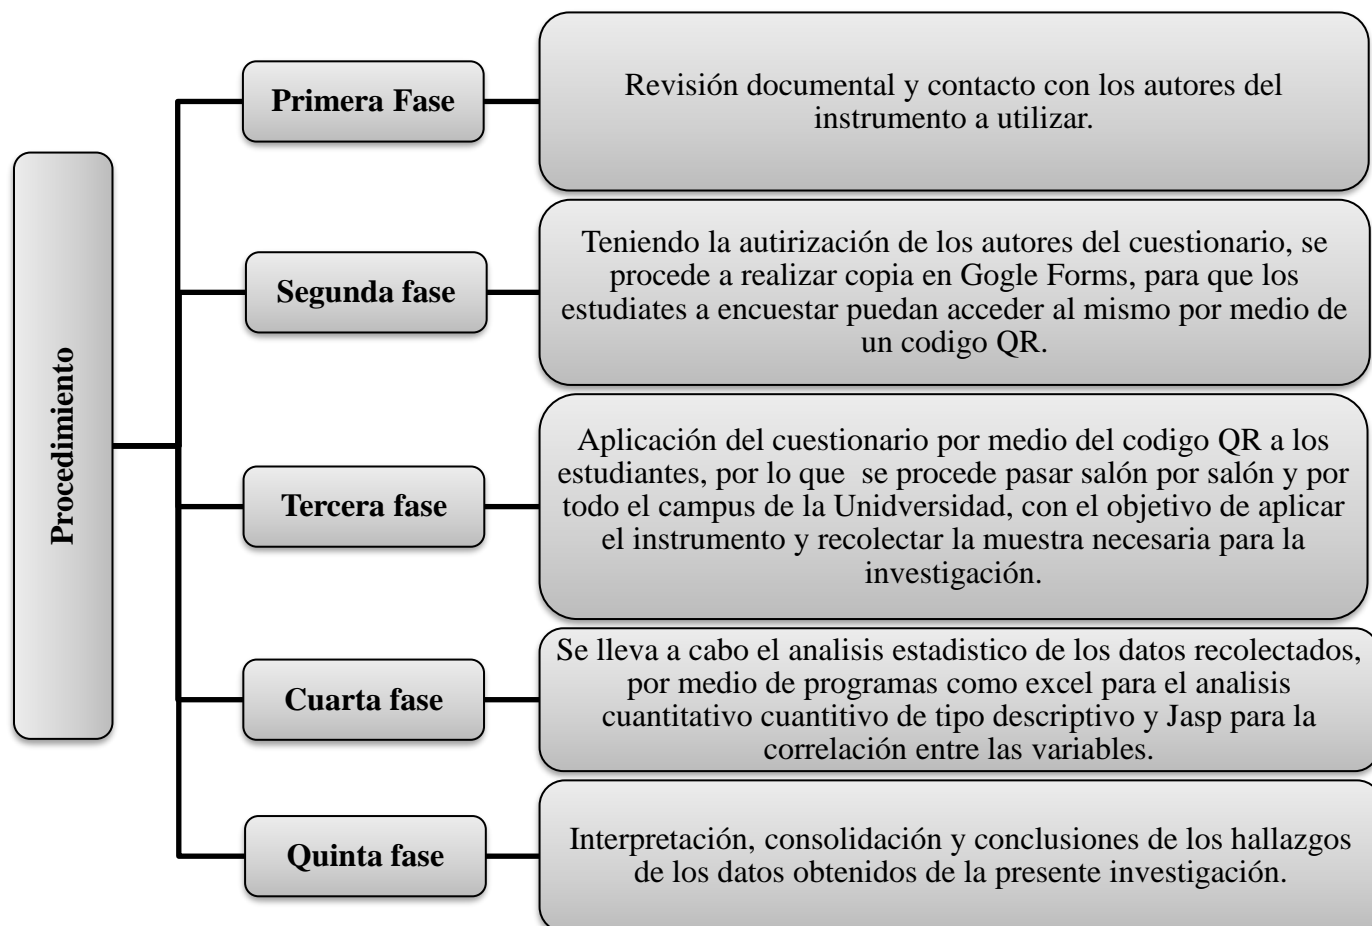 Procedimiento
Primera Fase
Revisión documental y contacto con los autores del
instrumento a utilizar.
Segunda fase
Teniendo la autirización de los autores del cuestionario, se
procede a realizar copia en Gogle Forms, para que los
estudiates a encuestar puedan acceder al mismo por medio de
un codigo QR.
Tercera fase
Aplicación del cuestionario por medio del codigo QR a los
estudiantes, por lo que  se procede pasar salón por salón y por
todo el campus de la Unidversidad, con el objetivo de aplicar
el instrumento y recolectar la muestra necesaria para la
investigación.
Cuarta fase
Se lleva a cabo el analisis estadistico de los datos recolectados,
por medio de programas como excel para el analisis
cuantitativo cuantitivo de tipo descriptivo y Jasp para la
correlación entre las variables.
Quinta fase
Interpretación, consolidación y conclusiones de los hallazgos
de los datos obtenidos de la presente investigación.